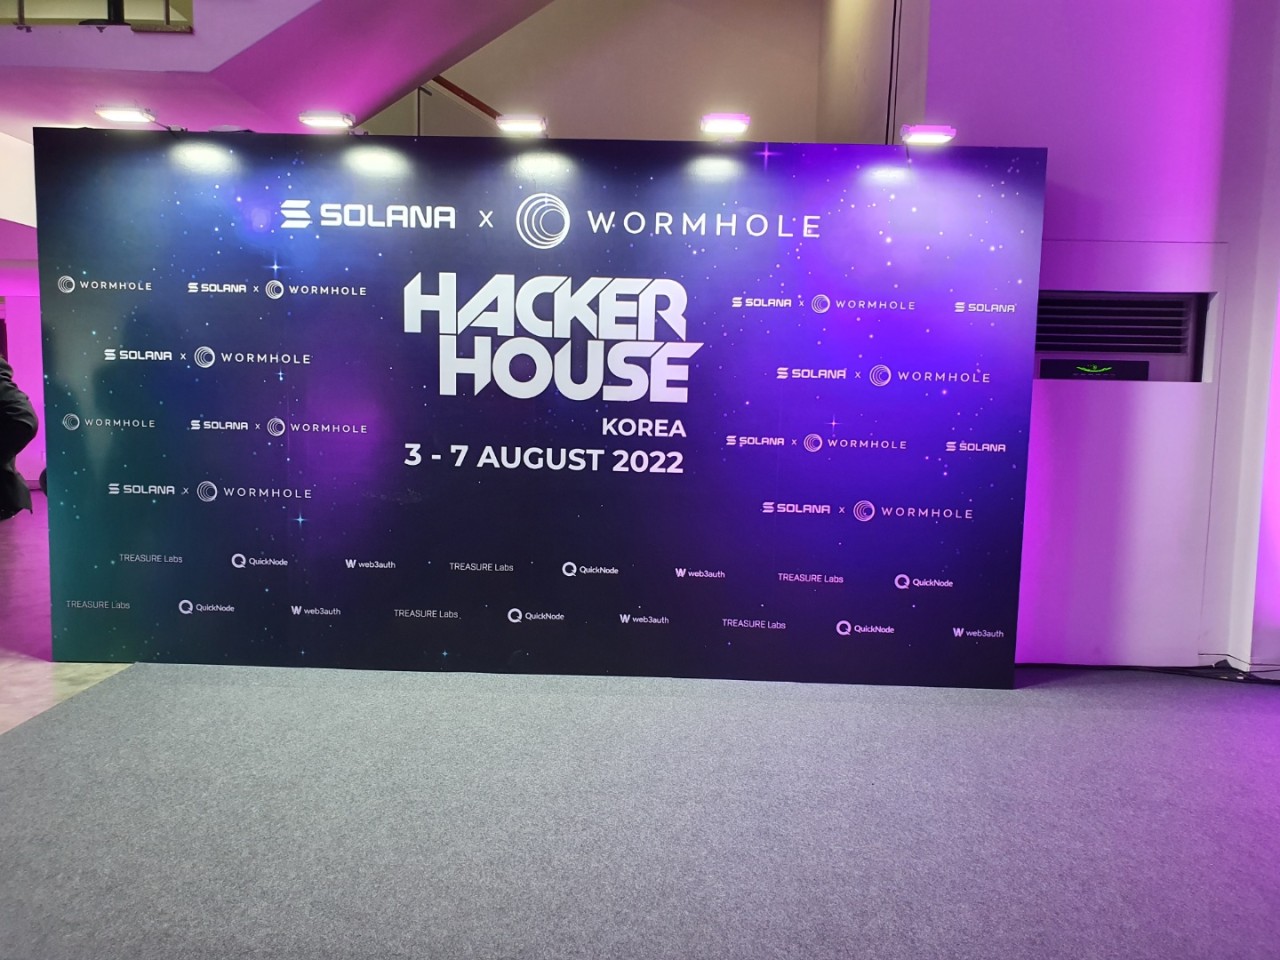 SOLANA X WORMHOLE
HACKER
HOUSE
KOREA
3 - 7 AUGUST 2022
WORMHOLE SOLANA X WORMHOLE
SOLANA X WORMHOLE SOLANA
SOLANA X WORMHOLE
SOLANA X WORMHOLE
WORMHOLE SOLANA X WORMHOLE
SOLANA X WORMHOLE SOLANA
SOLANA X WORMHOLE
SOLANA X WORMHOLE
TREASURE Labs QuickNode web3auth TREASURE Labs QuickNode web3auth TREASURE Labs QuickNode
TREASURE Labs QuickNode web3auth TREASURE Labs QuickNode web3auth TREASURE Labs QuickNode web3auth